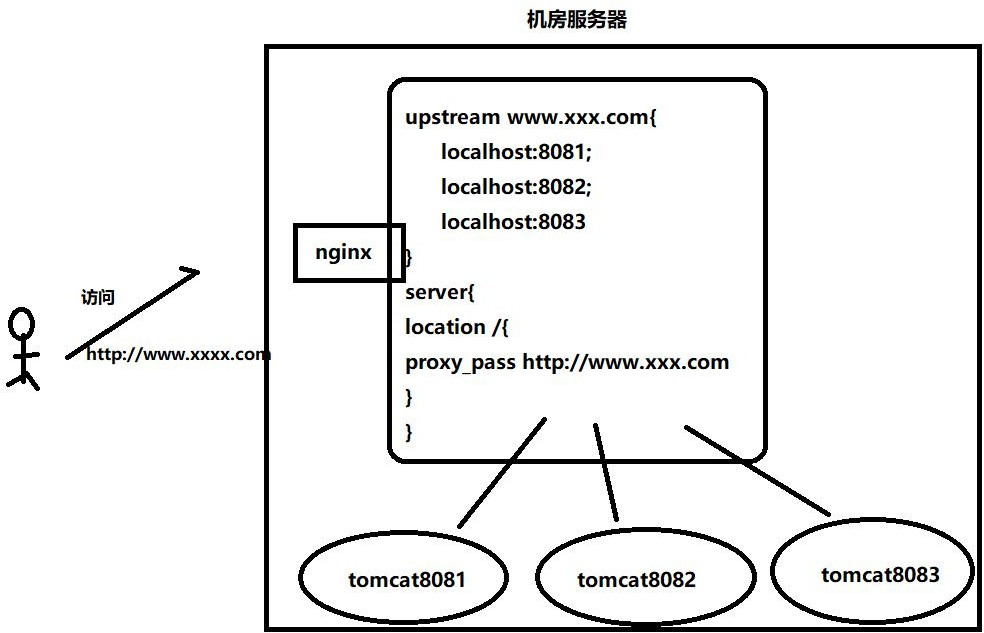 机房服务器
upstream www.xxx.com{
localhost:8081;
localhost:8082;
localhost:8083
}
nginx
server{
location /{
proxy_pass http://www.xxx.com
}
}
访问
http://www.xxxx.com
tomcat8081
tomcat8082
tomcat8083